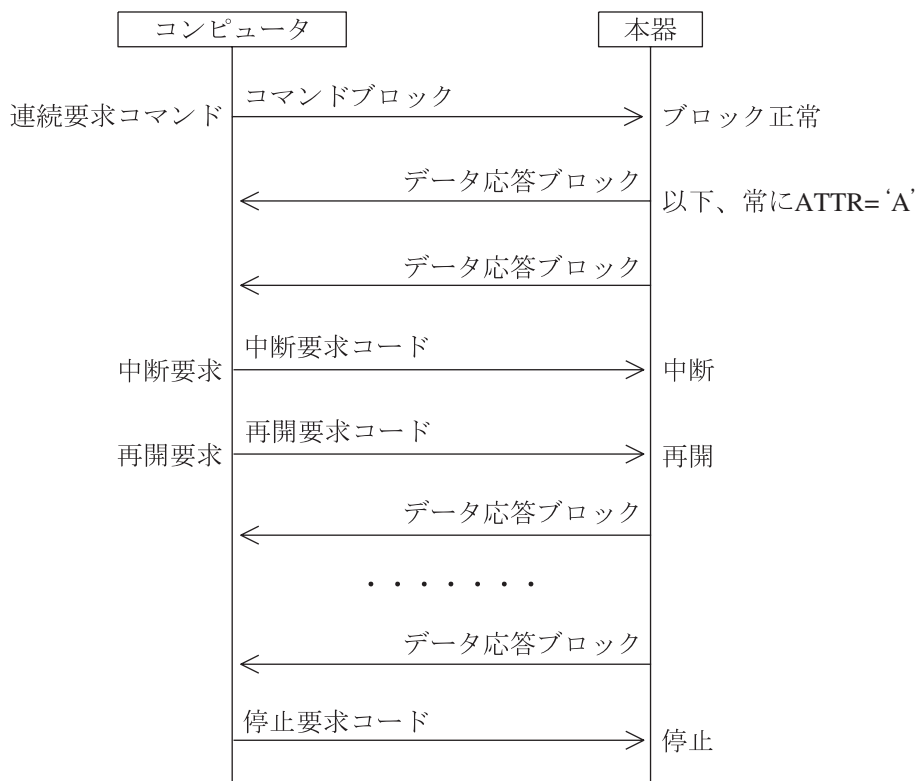 コンピュータ
本器
コマンドブロック
連続要求コマンド
ブロック正常
データ応答ブロック
以下、常にATTR=‘A’
データ応答ブロック
中断要求コード
中断要求
中断
再開要求コード
再開要求
再開
データ応答ブロック
・・・・・・・
データ応答ブロック
停止要求コード
停止